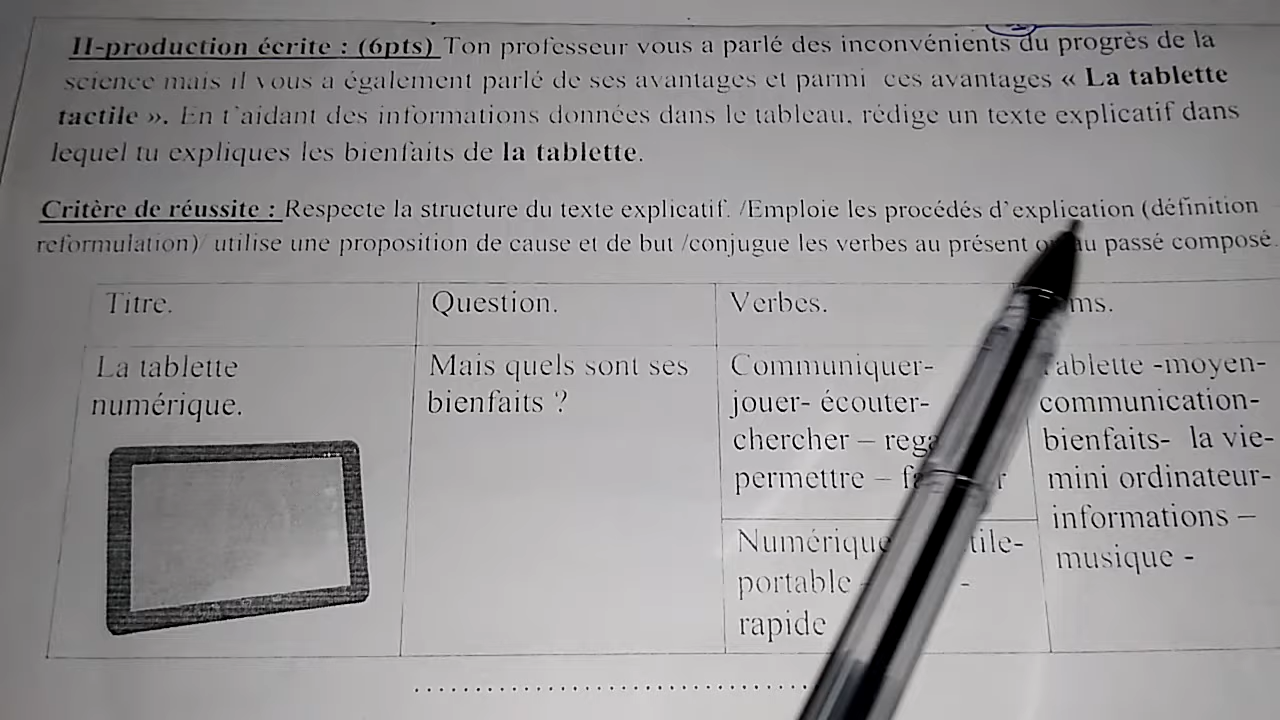 II-production écrite : (6pts) Ton professeur vous a parlé des inconvénients du progrès de la
science mais il vous a également parlé de ses avantages et parmi ces avantages « La tablette
tactile ». En t'aidant des informations données dans le tableau, rédige un texte explicatif dans
lequel tu expliques les bienfaits de la tablette.
Critère de réussite : Respecte la structure du texte explicatif. /Emploie les procédés d'explication (définition
reformulation)/ utilise une proposition de cause et de but /conjugue les verbes au présent au passé composé
Titre.
La tablette
numérique.
Question.
Mais quels sont ses
bienfaits ?
Verbes.
Communiquer-
jouer- écouter-
chercher –
permettre –
Numérique
portable
rapide
Tablette -moyen-
communication-
bienfaits- la vie-
mini ordinateur-
informations –
musique -